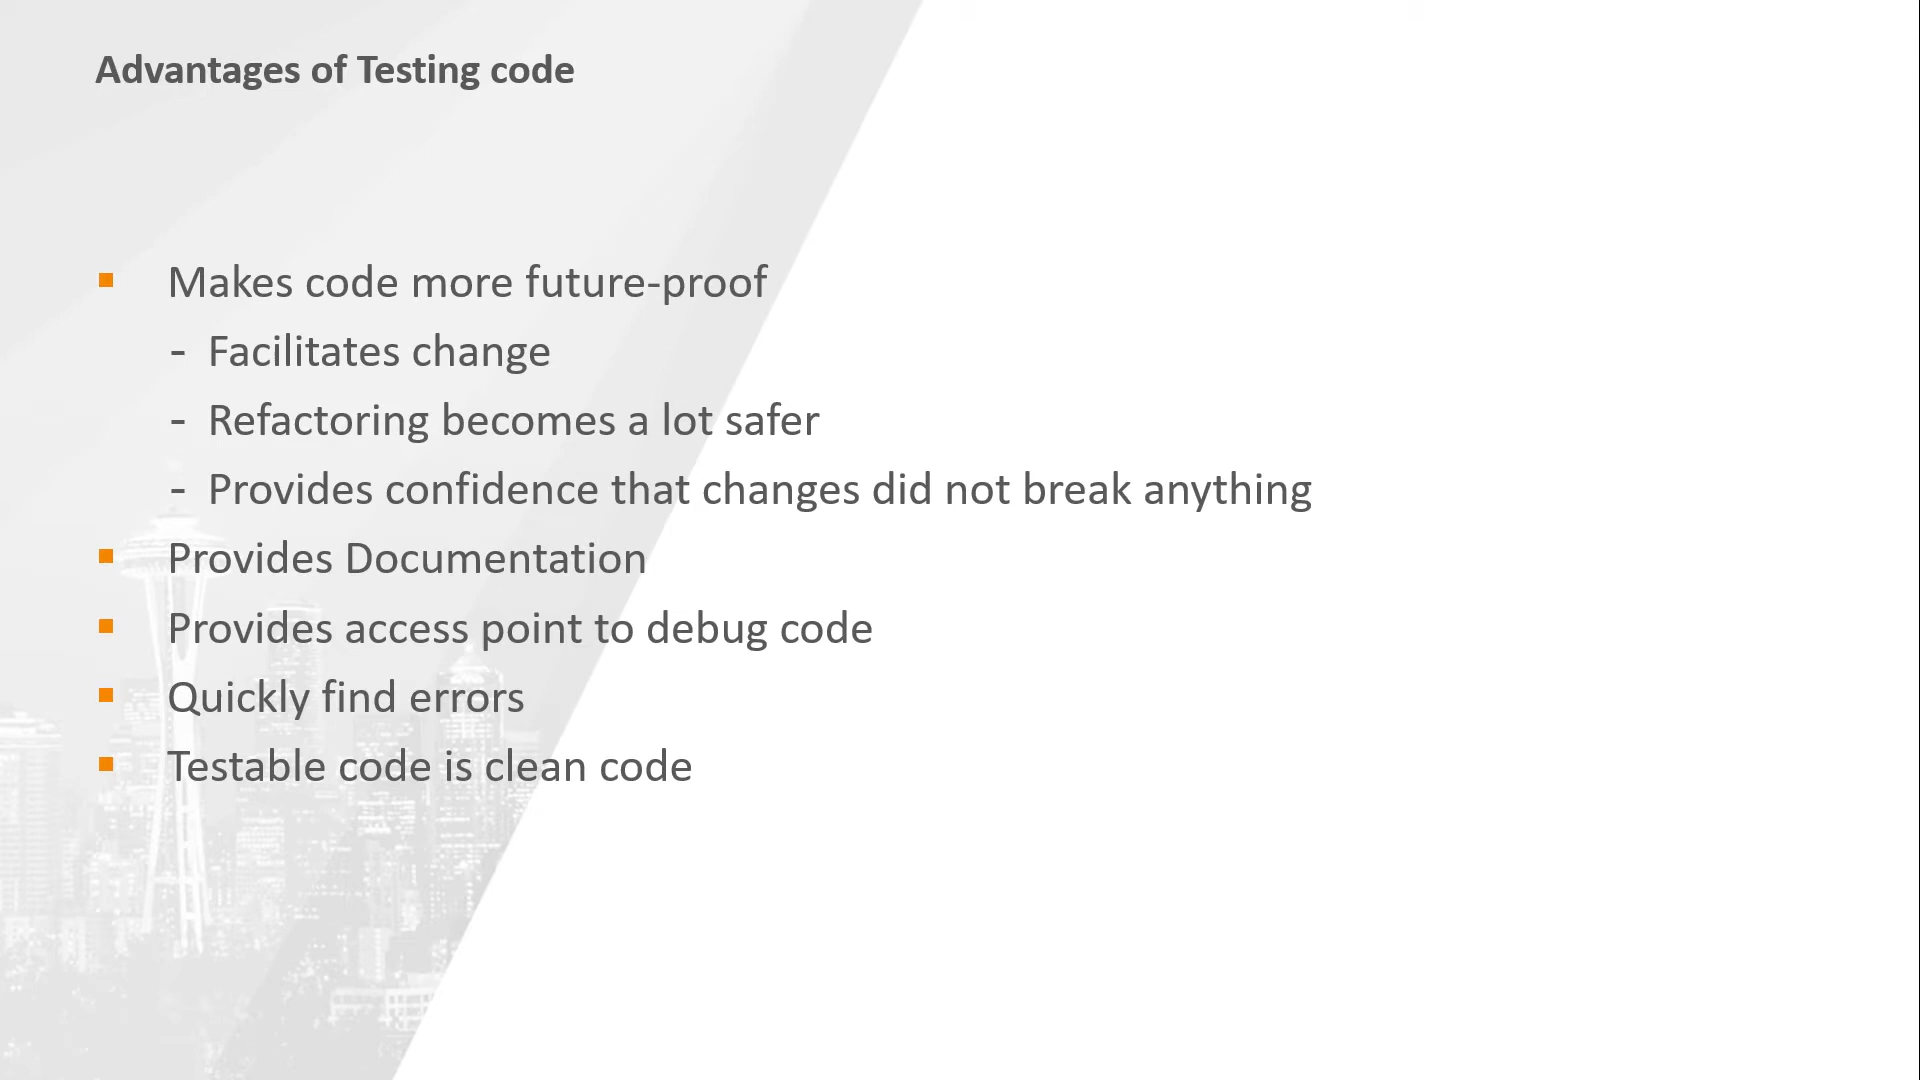 Advantages of Testing code
▪ Makes code more future-proof
- Facilitates change
- Refactoring becomes a lot safer
- Provides confidence that changes did not break anything
▪ Provides Documentation
▪ Provides access point to debug code
▪ Quickly find errors
▪ Testable code is clean code